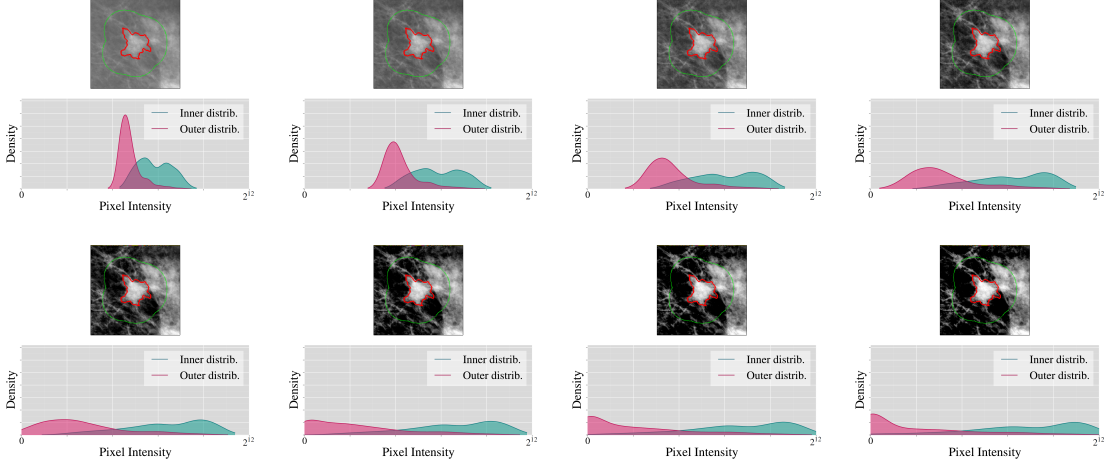 Density
Inner distrib.
Outer distrib.
0
2^12
Pixel Intensity
Density
Inner distrib.
Outer distrib.
0
2^12
Pixel Intensity
Density
Inner distrib.
Outer distrib.
0
2^12
Pixel Intensity
Density
Inner distrib.
Outer distrib.
0
2^12
Pixel Intensity
Density
Inner distrib.
Outer distrib.
0
2^12
Pixel Intensity
Density
Inner distrib.
Outer distrib.
0
2^12
Pixel Intensity
Density
Inner distrib.
Outer distrib.
0
2^12
Pixel Intensity
Density
Inner distrib.
Outer distrib.
0
2^12
Pixel Intensity